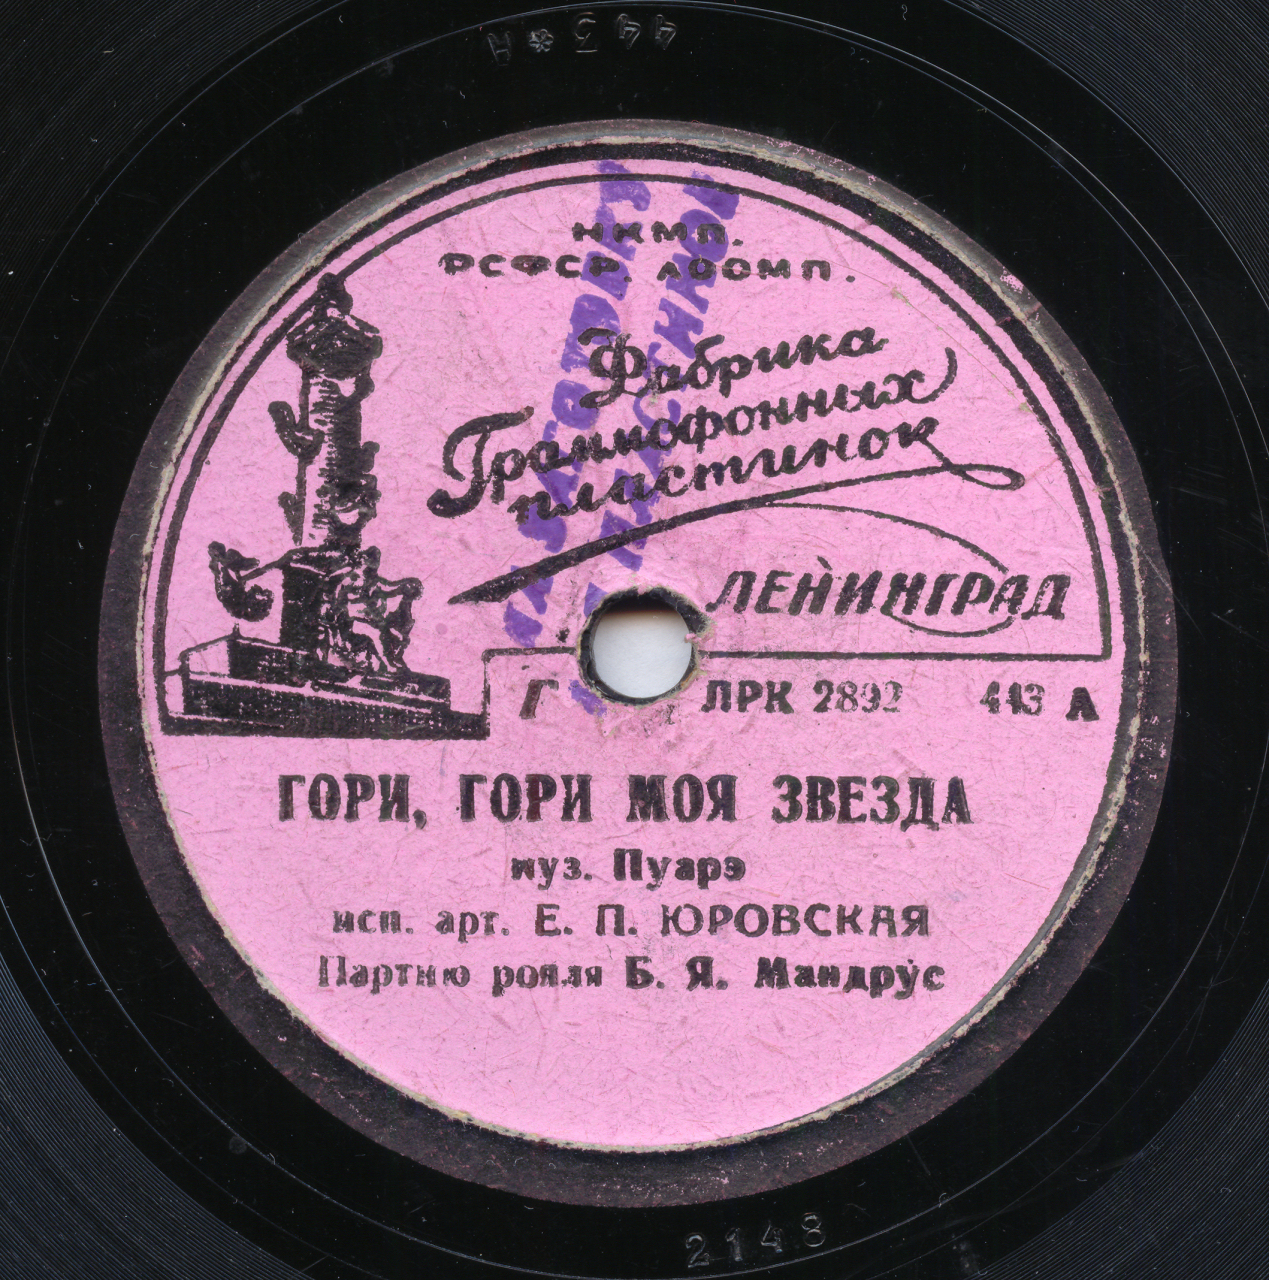 443*А
НКМП.
РСФСР. ЛООМП.
Фабрика
Граммофонных
пластинок
ЛЕНИНГРАД
Г ЛРК 2892 443 А
ГОРИ, ГОРИ МОЯ ЗВЕЗДА
муз. Пуарэ
исп. арт. Е. П. ЮРОВСКАЯ
Партию рояля Б. Я. Мандрус
2148